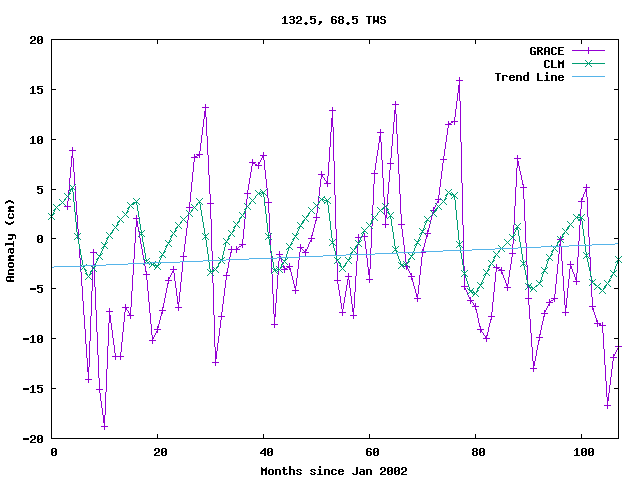 132.5, 68.5 TWS
GRACE
CLM
Trend Line
20
15
10
5
0
-5
-10
-15
-20
Anomaly (cm)
0 20 40 60 80 100
Months since Jan 2002